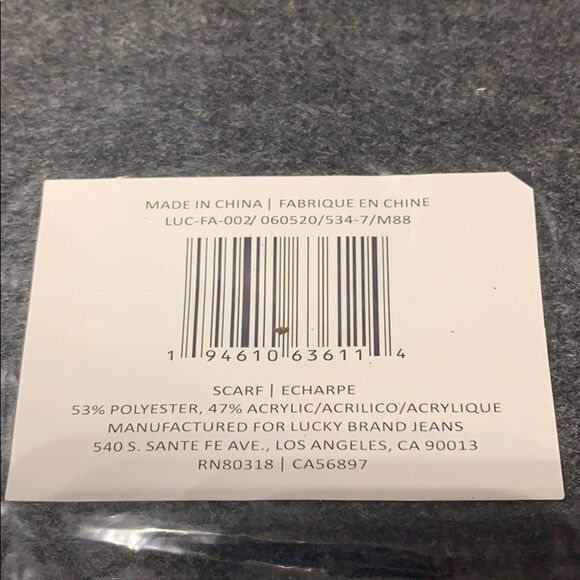 MADE IN CHINA | FABRIQUE EN CHINE
LUC-FA-002/ 060520/534-7/M88
1 94610 63611 4
SCARF | ECHARPE
53% POLYESTER, 47% ACRYLIC/ACRILICO/ACRYLIQUE
MANUFACTURED FOR LUCKY BRAND JEANS
540 S. SANTE FE AVE., LOS ANGELES, CA 90013
RN80318 | CA56897